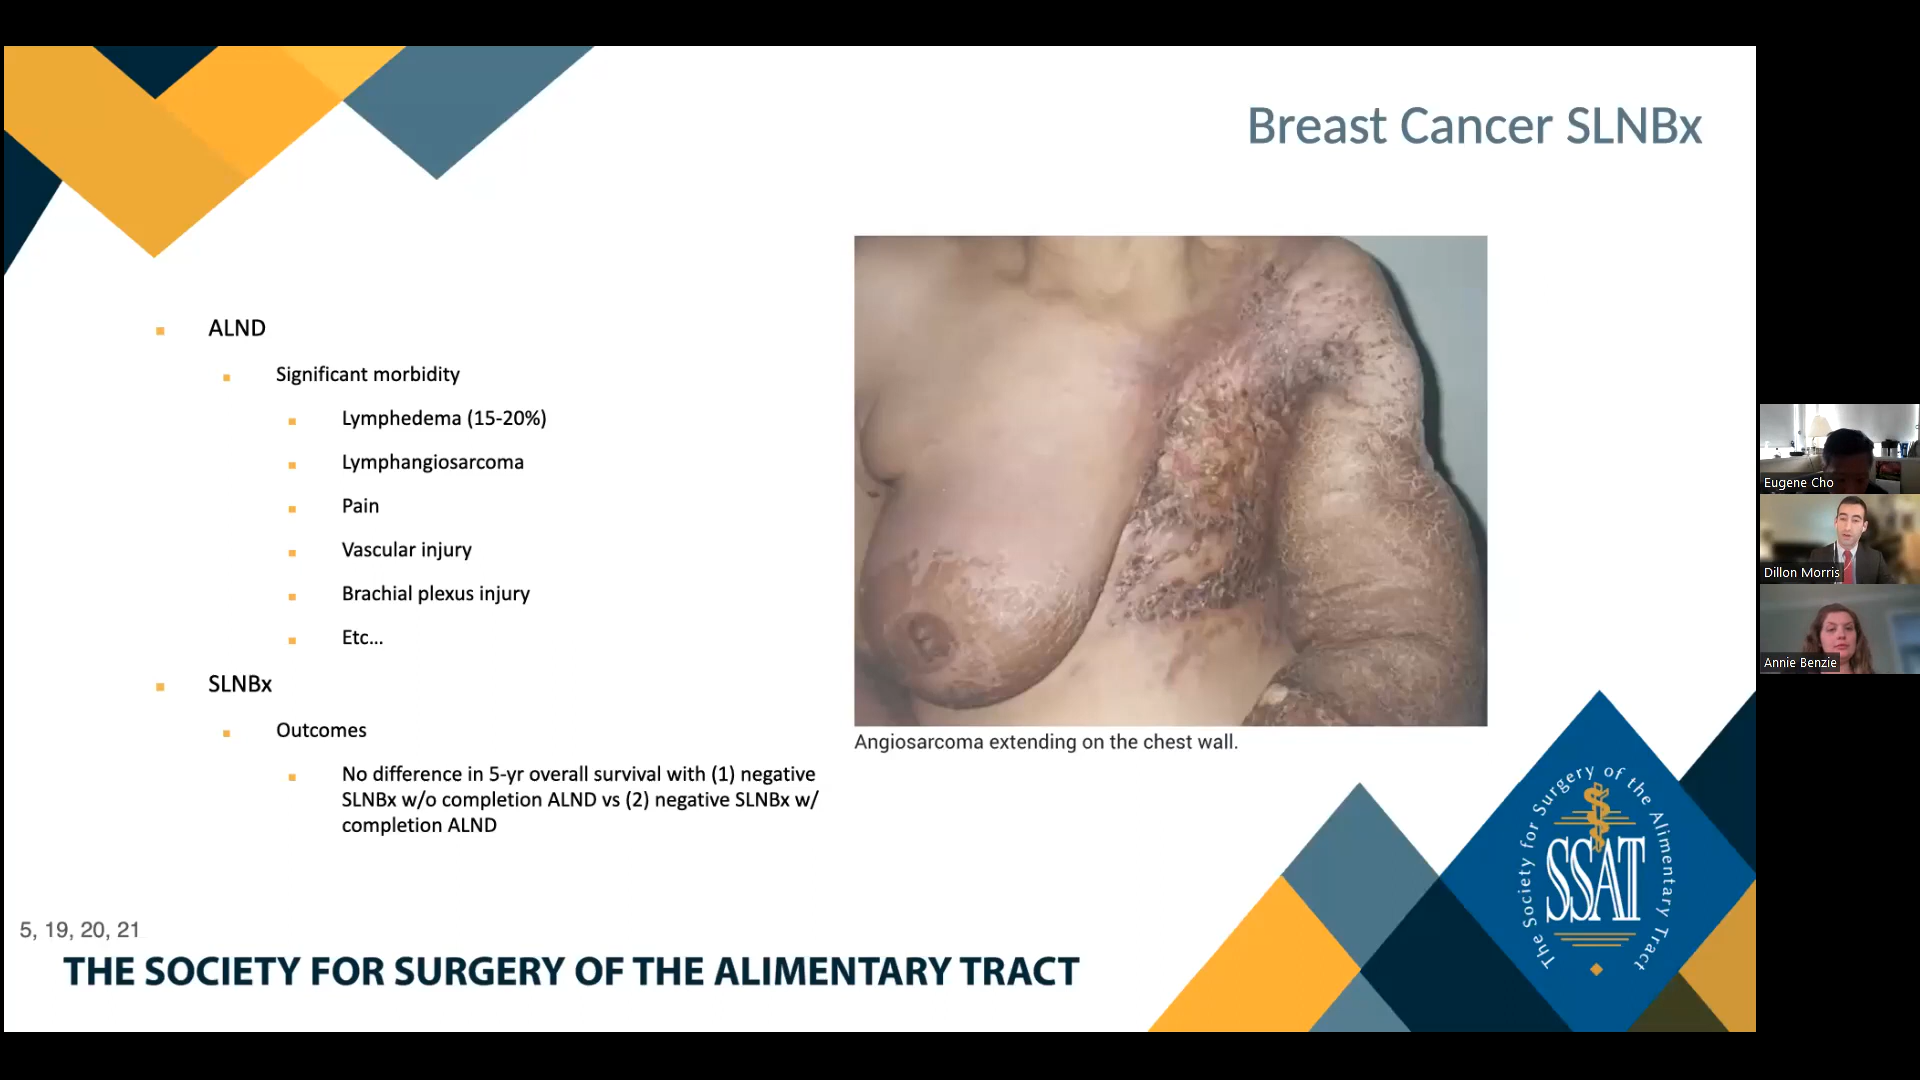 Breast Cancer SLNBx
ALND
Significant morbidity
Lymphedema (15-20%)
Lymphangiosarcoma
Pain
Vascular injury
Brachial plexus injury
Etc...
SLNBx
Outcomes
No difference in 5-yr overall survival with (1) negative
SLNBx w/o completion ALND vs (2) negative SLNBx w/
completion ALND
Angiosarcoma extending on the chest wall.
5, 19, 20, 21
THE SOCIETY FOR SURGERY OF THE ALIMENTARY TRACT
The Society for Surgery of the Alimentary Tract
SSAT
Eugene Cho
Dillon Morris
Annie Benzie